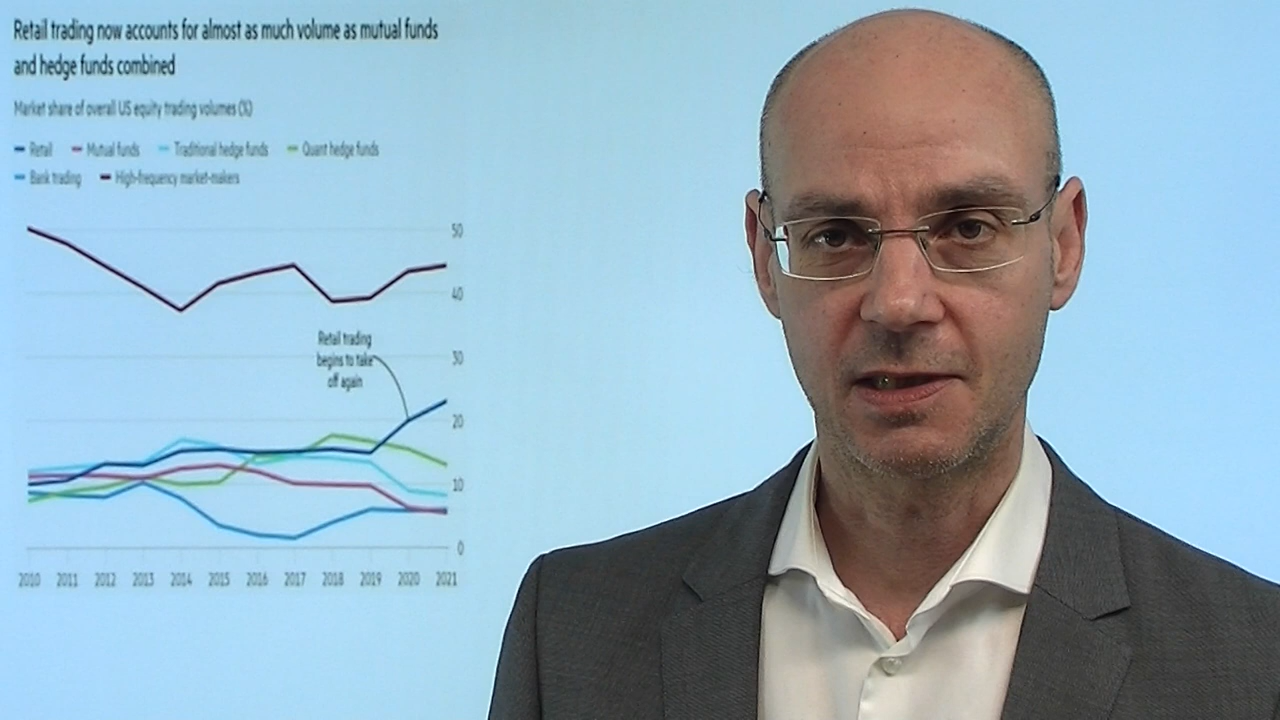 Retail trading now accounts for almost as much volume as mutual funds
and hedge funds combined
Market share of overall US equity trading volumes (%)
Retail Mutual funds Traditional hedge funds Quant hedge funds
Bank trading High-frequency market-makers
50
40
Retail trading
begins to take
off again
30
20
10
0
2010 2011 2012 2013 2014 2015 2016 2017 2018 2019 2020 2021